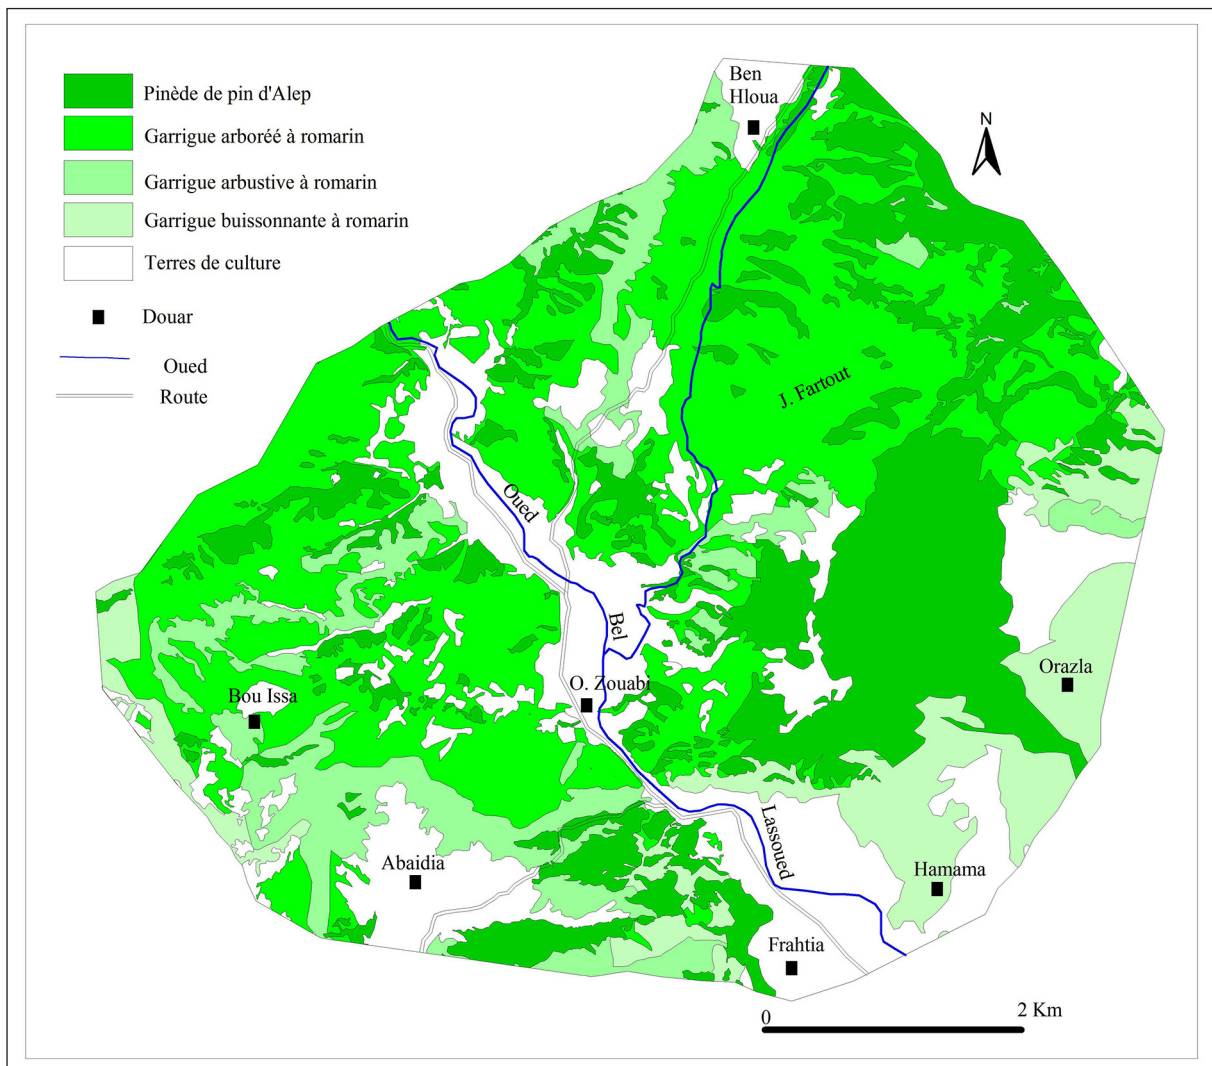 Pinède de pin d'Alep
Garrigue arboréé à romarin
Garrigue arbustive à romarin
Garrigue buissonnante à romarin
Terres de culture
Douar
Oued
Route
Ben
Hloua
N
J. Fartout
Oued
Bel
Lassoued
Orazla
Bou Issa
O. Zouabi
Abaidia
Hamama
Frahtia
0
2 Km